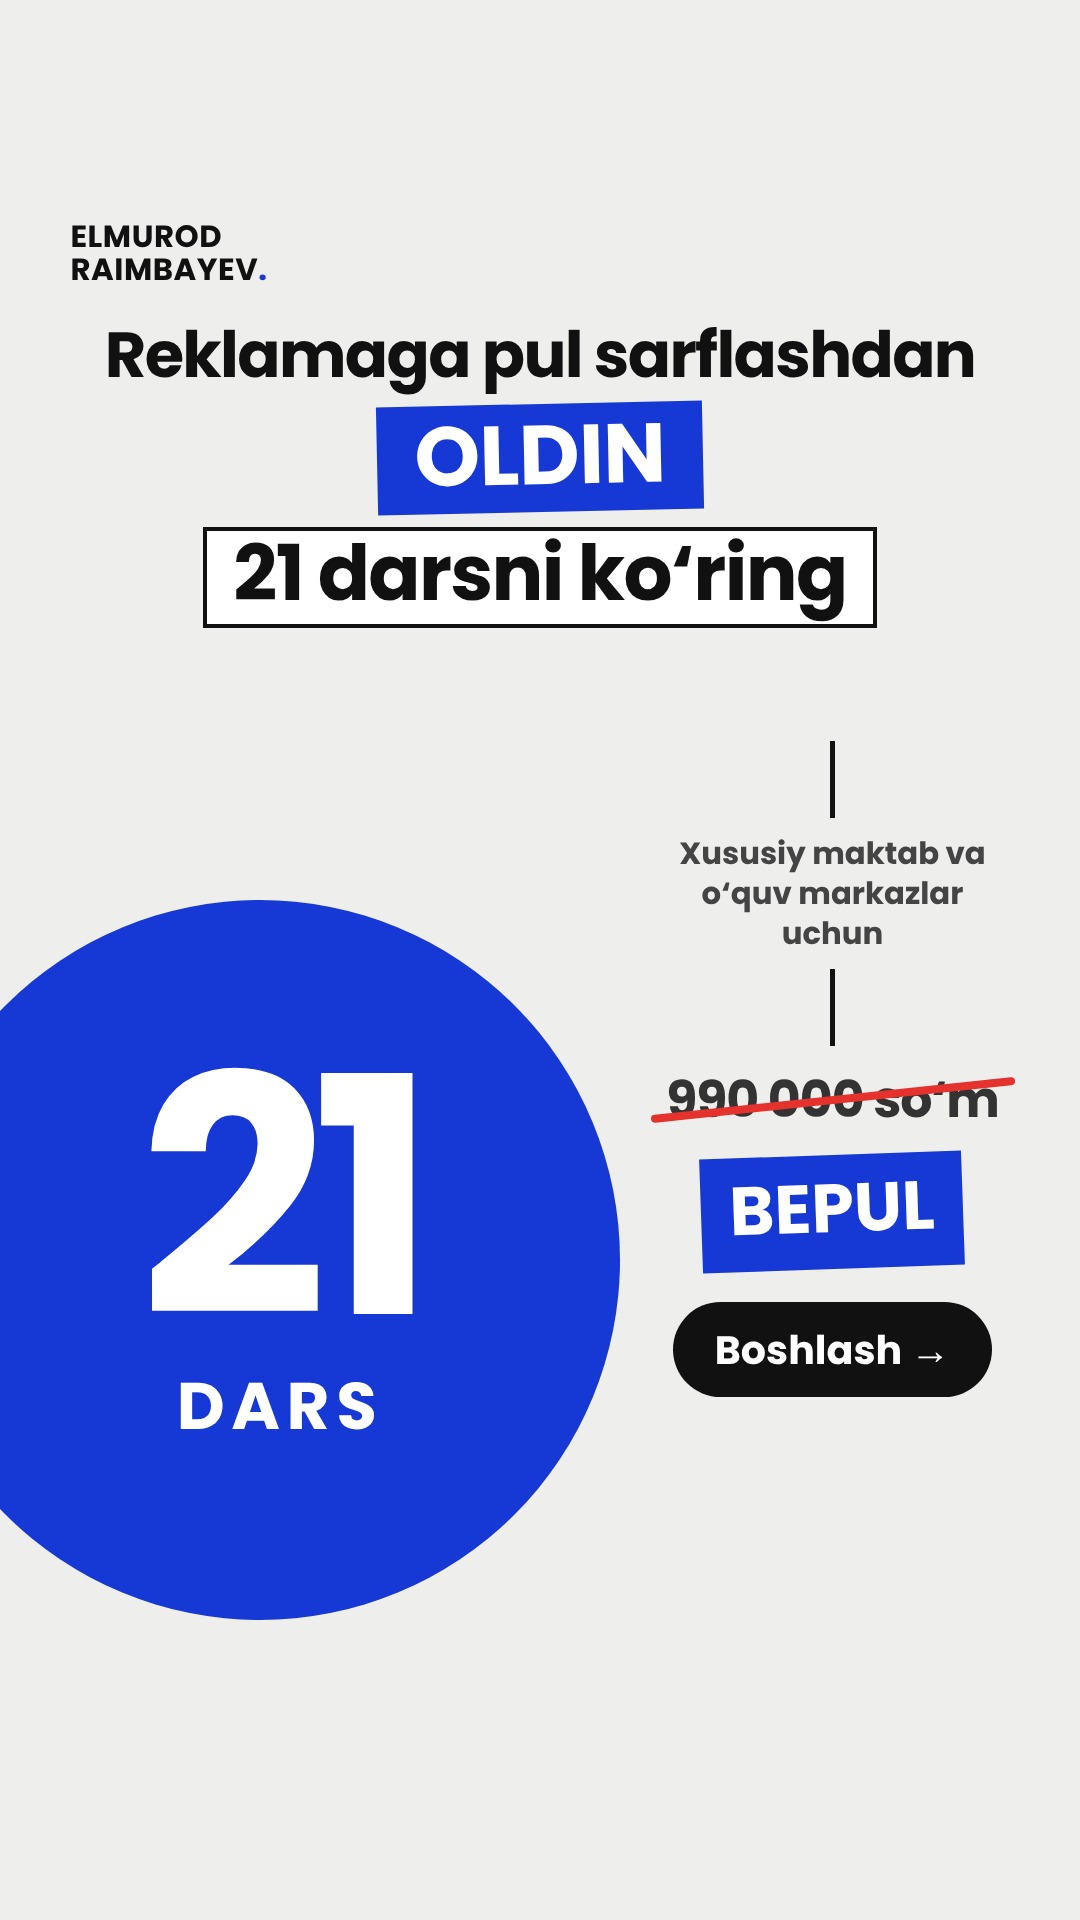 ELMUROD
RAIMBAYEV.
Reklamaga pul sarflashdan
OLDIN
21 darsni ko‘ring
Xususiy maktab va
o‘quv markazlar
uchun
990 000 so‘m
BEPUL
Boshlash →
21
DARS